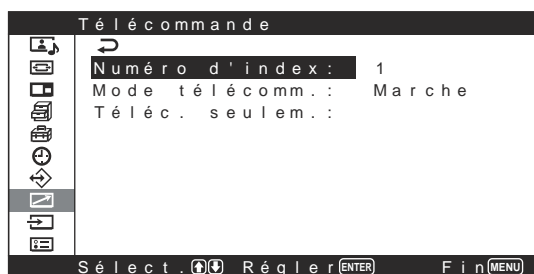 Télécommande
Numéro d'index: 1
Mode télécomm.: Marche
Téléc. seulem.:
Sélect. Régler ENTER Fin MENU